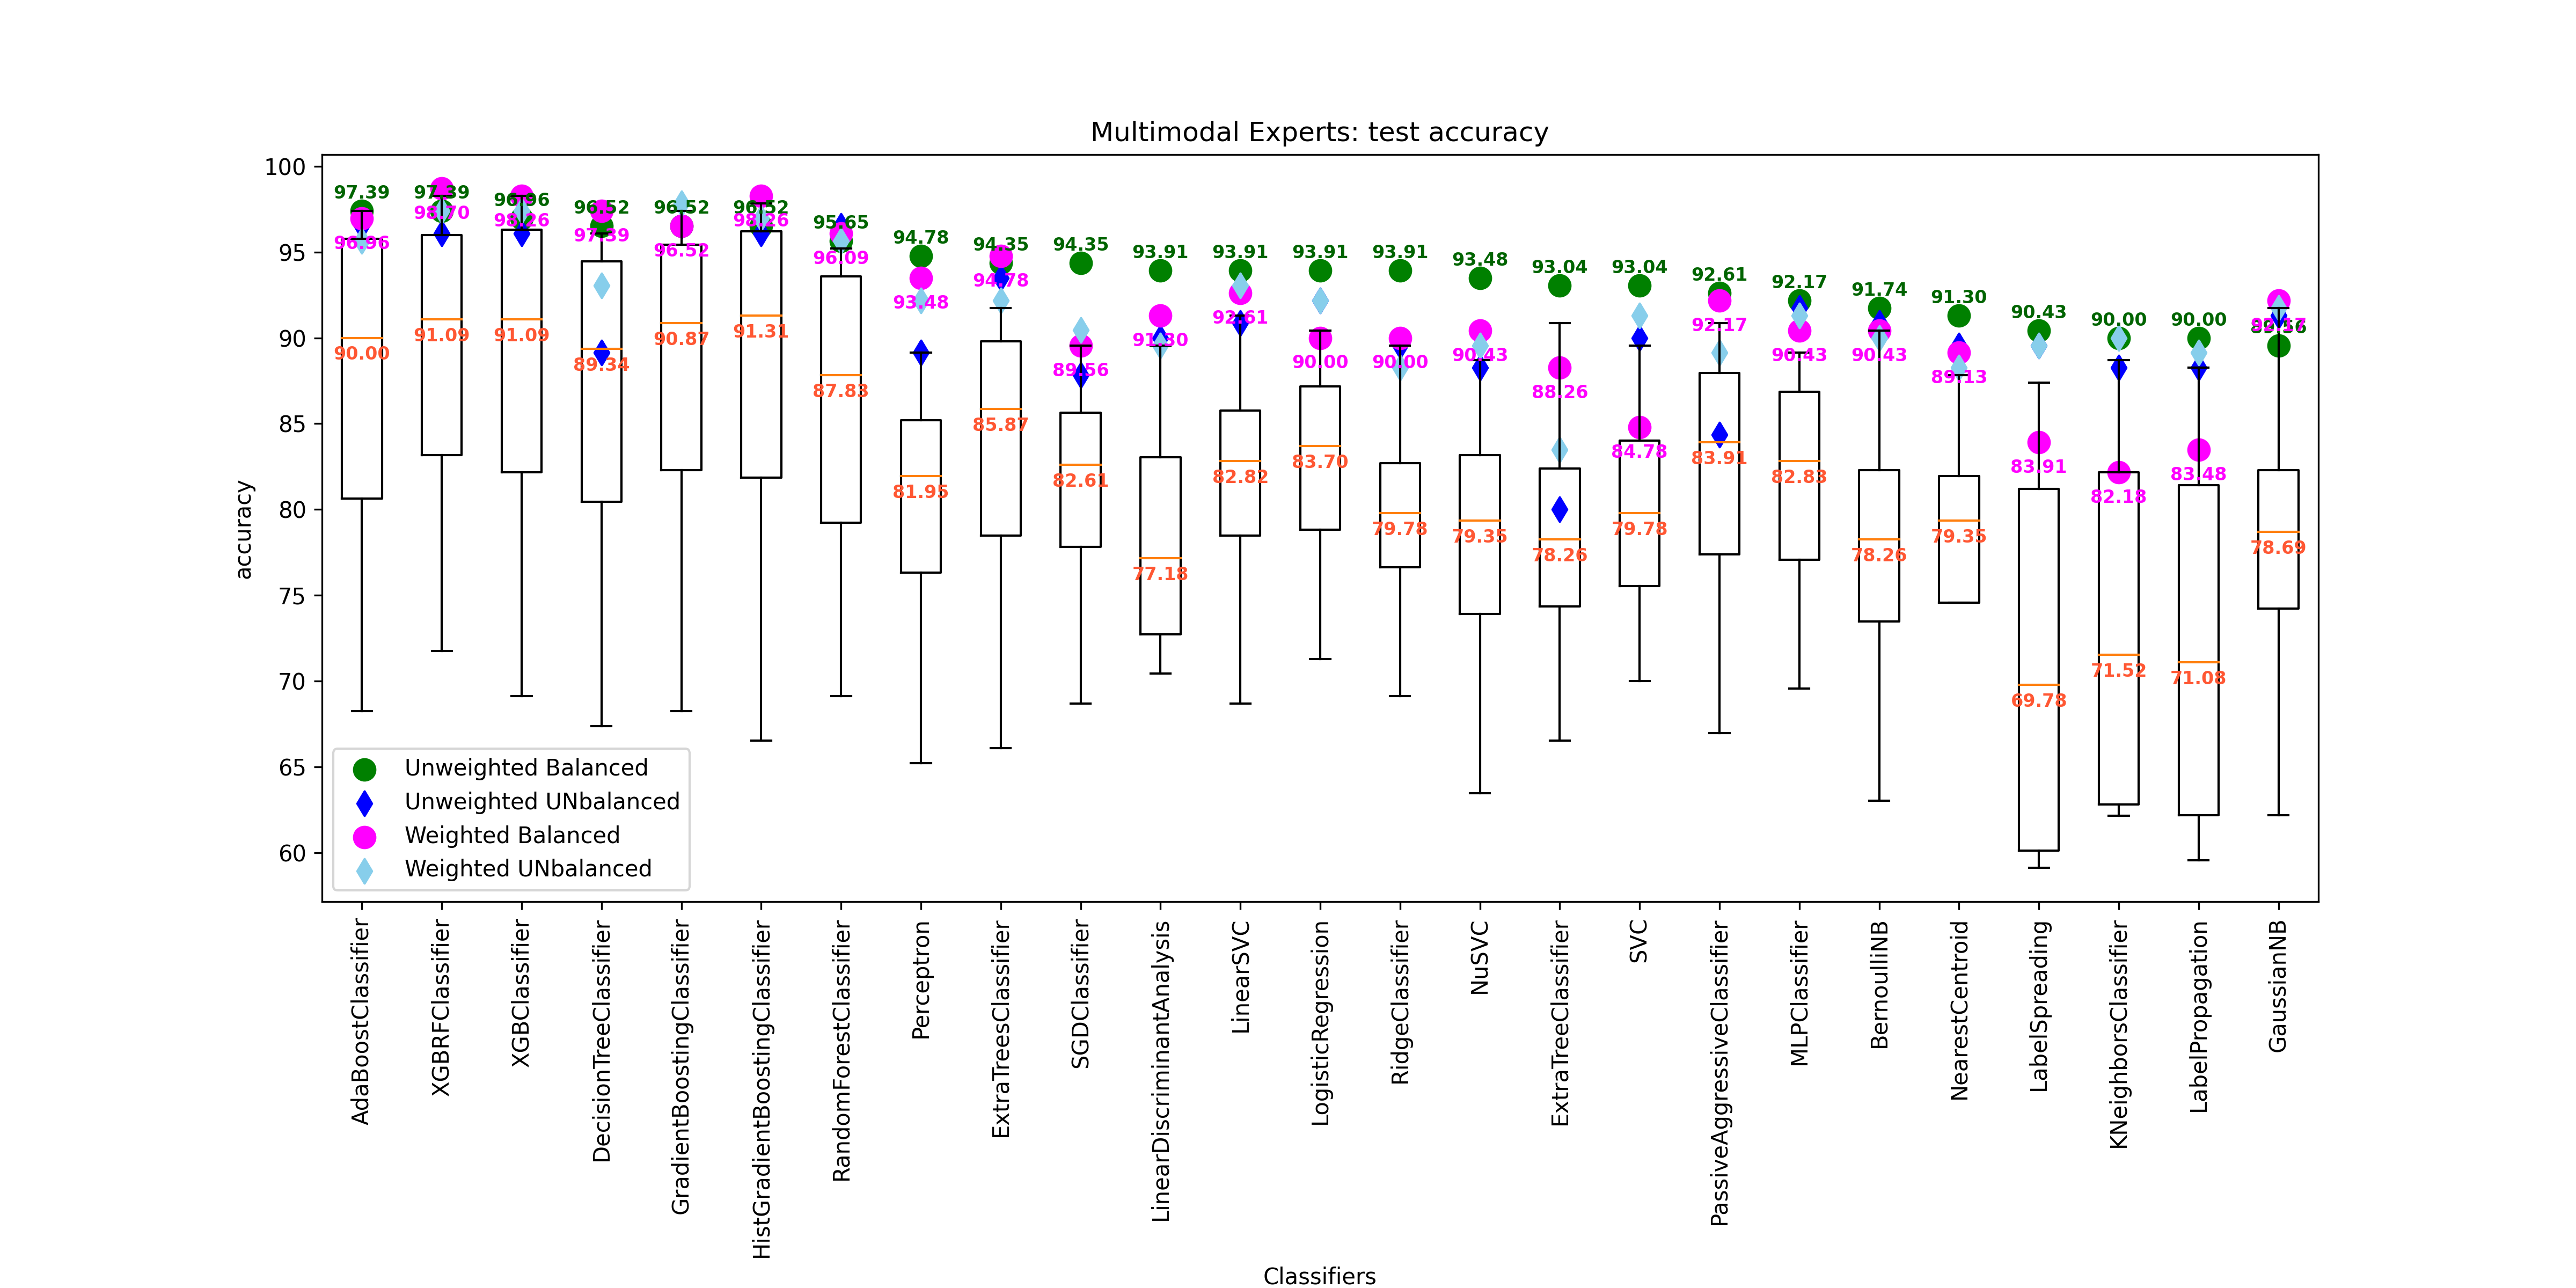 Multimodal Experts: test accuracy
accuracy
100
95
90
85
80
75
70
65
60
97.39
96.96
90.00
97.39
98.70
91.09
96.96
98.26
91.09
96.52
97.39
89.34
96.52
96.52
90.87
96.52
98.26
91.31
95.65
96.09
87.83
94.78
93.48
81.95
94.35
94.78
85.87
94.35
89.56
82.61
93.91
91.30
77.18
93.91
92.61
82.82
93.91
90.00
83.70
93.91
90.00
79.78
93.48
90.43
79.35
93.04
88.26
78.26
93.04
84.78
79.78
92.61
92.17
83.91
92.17
90.43
82.83
91.74
90.43
78.26
91.30
89.13
79.35
90.43
83.91
69.78
90.00
82.18
71.52
90.00
83.48
71.08
92.17
89.56
78.69
Unweighted Balanced
Unweighted UNbalanced
Weighted Balanced
Weighted UNbalanced
AdaBoostClassifier
XGBRFClassifier
XGBClassifier
DecisionTreeClassifier
GradientBoostingClassifier
HistGradientBoostingClassifier
RandomForestClassifier
Perceptron
ExtraTreesClassifier
SGDClassifier
LinearDiscriminantAnalysis
LinearSVC
LogisticRegression
RidgeClassifier
NuSVC
ExtraTreeClassifier
SVC
PassiveAggressiveClassifier
MLPClassifier
BernoulliNB
NearestCentroid
LabelSpreading
KNeighborsClassifier
LabelPropagation
GaussianNB
Classifiers